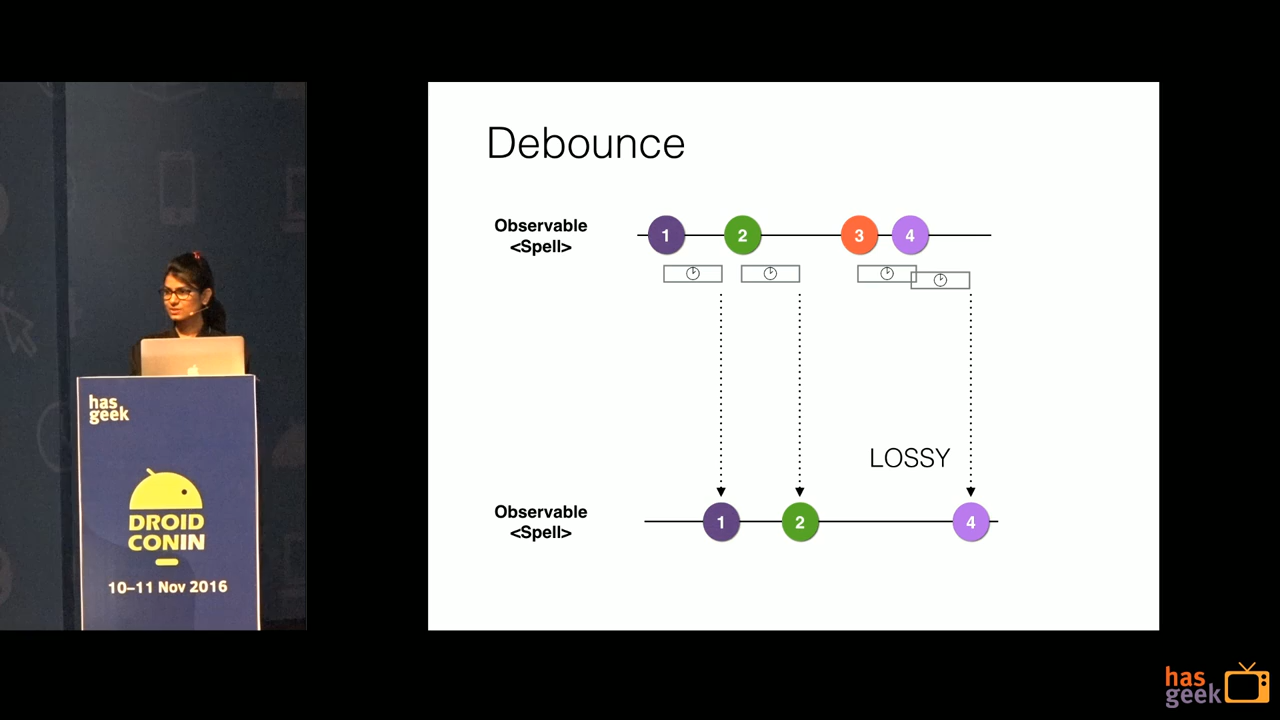 Debounce
Observable
<Spell>
1
2
3
4
LOSSY
Observable
<Spell>
1
2
4
has
geek
DROID
CONIN
10–11 Nov 2016
has
geek